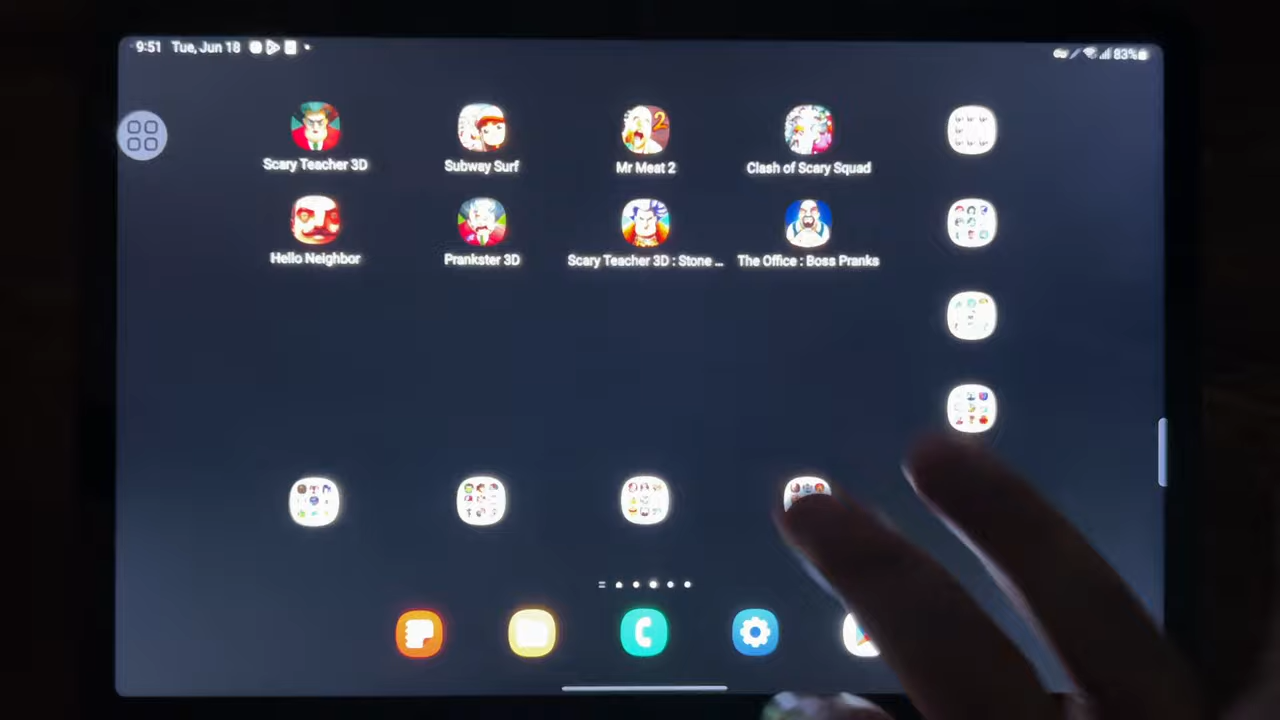 9:51 Tue, Jun 18
83%
Scary Teacher 3D
Subway Surf
Mr Meat 2
Clash of Scary Squad
Hello Neighbor
Prankster 3D
Scary Teacher 3D : Stone ...
The Office : Boss Pranks
2